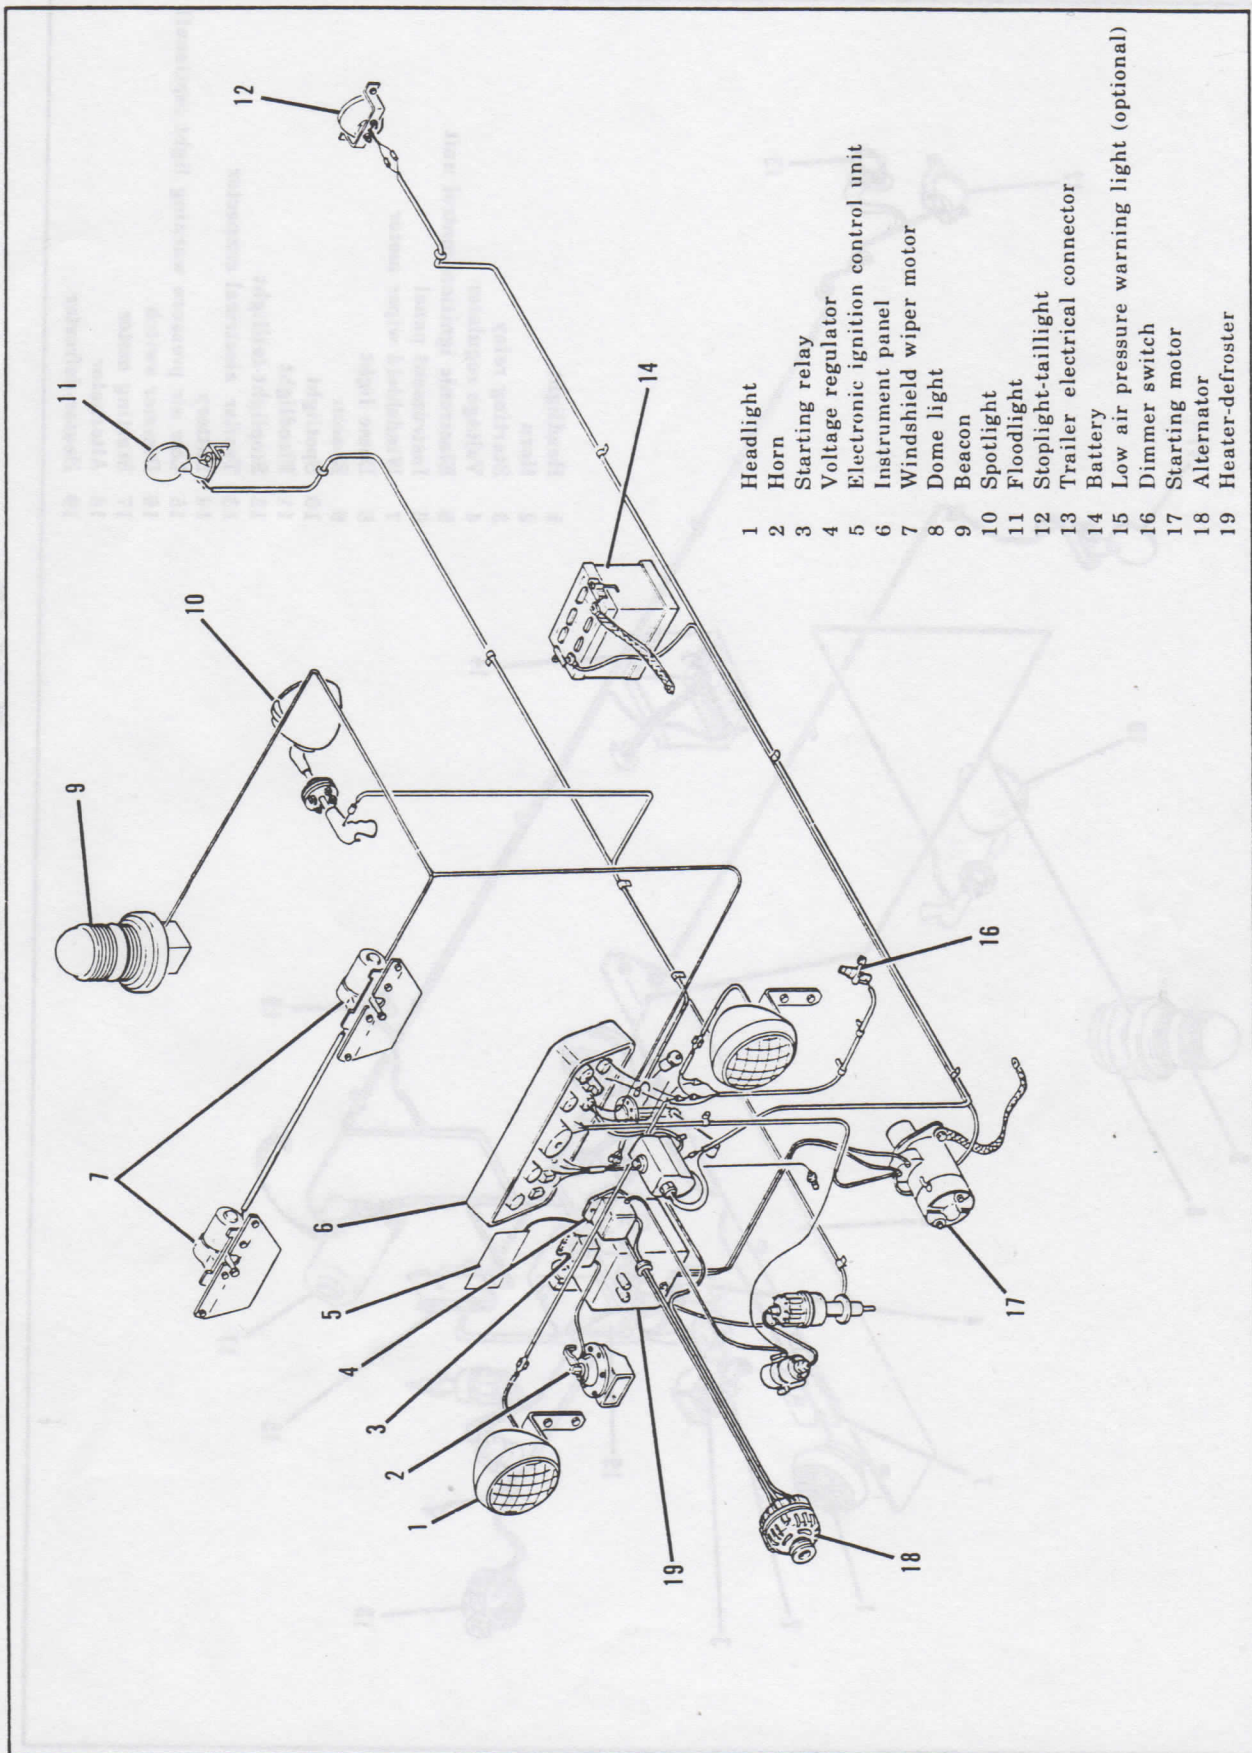 12
11
14
10
9
16
7
6
5
4
3
2
1
17
18
19
1 Headlight
2 Horn
3 Starting relay
4 Voltage regulator
5 Electronic ignition control unit
6 Instrument panel
7 Windshield wiper motor
8 Dome light
9 Beacon
10 Spotlight
11 Floodlight
12 Stoplight-taillight
13 Trailer electrical connector
14 Battery
15 Low air pressure warning light (optional)
16 Dimmer switch
17 Starting motor
18 Alternator
19 Heater-defroster